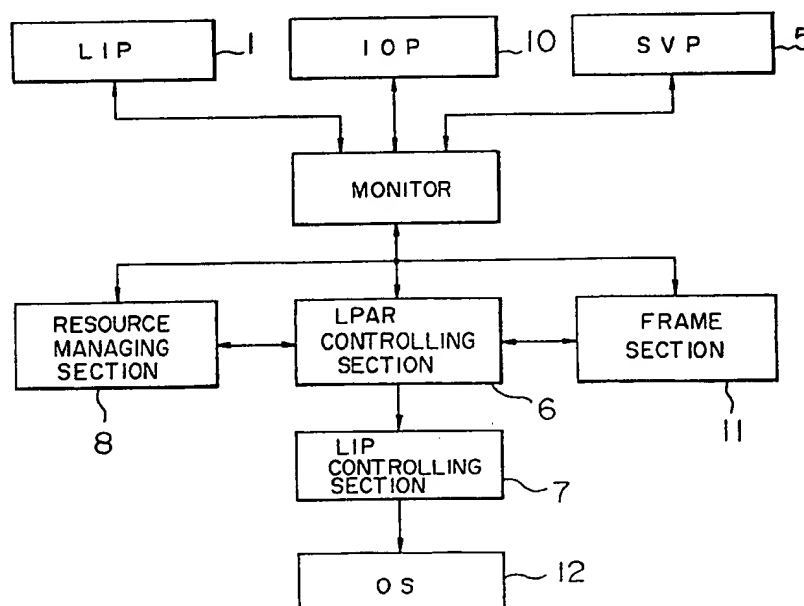 LIP 1
IOP 10
SVP 5
MONITOR
RESOURCE
MANAGING
SECTION
8
LPAR
CONTROLLING
SECTION
6
FRAME
SECTION
11
LIP
CONTROLLING
SECTION
7
OS 12